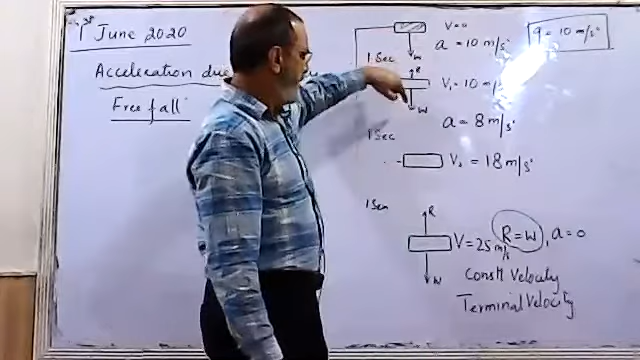 1st June 2020
Acceleration du
Free fall
V=0
g = 10 m/s²
a = 10 m/s²
W
1 Sec
R
V₁ = 10 m/s
W
a = 8 m/s²
1 Sec
V₂ = 18 m/s
1 Sec
R
V = 25 m/s
R = W, a = 0
W
Constt Velocity
Terminal Velocity